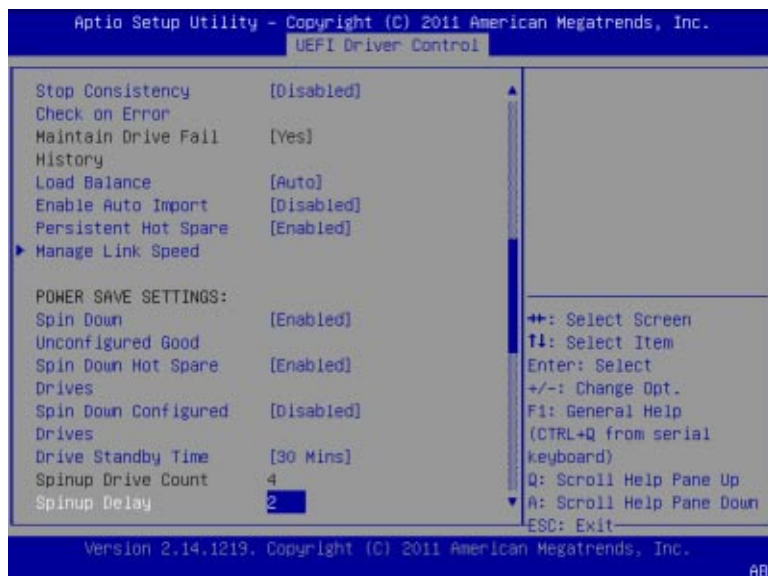 Aptio Setup Utility – Copyright (C) 2011 American Megatrends, Inc.
UEFI Driver Control
Stop Consistency [Disabled]
Check on Error
Maintain Drive Fail [Yes]
History
Load Balance [Auto]
Enable Auto Import [Disabled]
Persistent Hot Spare [Enabled]
Manage Link Speed
POWER SAVE SETTINGS:
Spin Down [Enabled]
Unconfigured Good
Spin Down Hot Spare [Enabled]
Drives
Spin Down Configured [Disabled]
Drives
Drive Standby Time [30 Mins]
Spinup Drive Count 4
Spinup Delay 2
→←: Select Screen
↑↓: Select Item
Enter: Select
+/-: Change Opt.
F1: General Help
(CTRL+Q from serial
keyboard)
Q: Scroll Help Pane Up
A: Scroll Help Pane Down
ESC: Exit
Version 2.14.1219. Copyright (C) 2011 American Megatrends, Inc.
AB